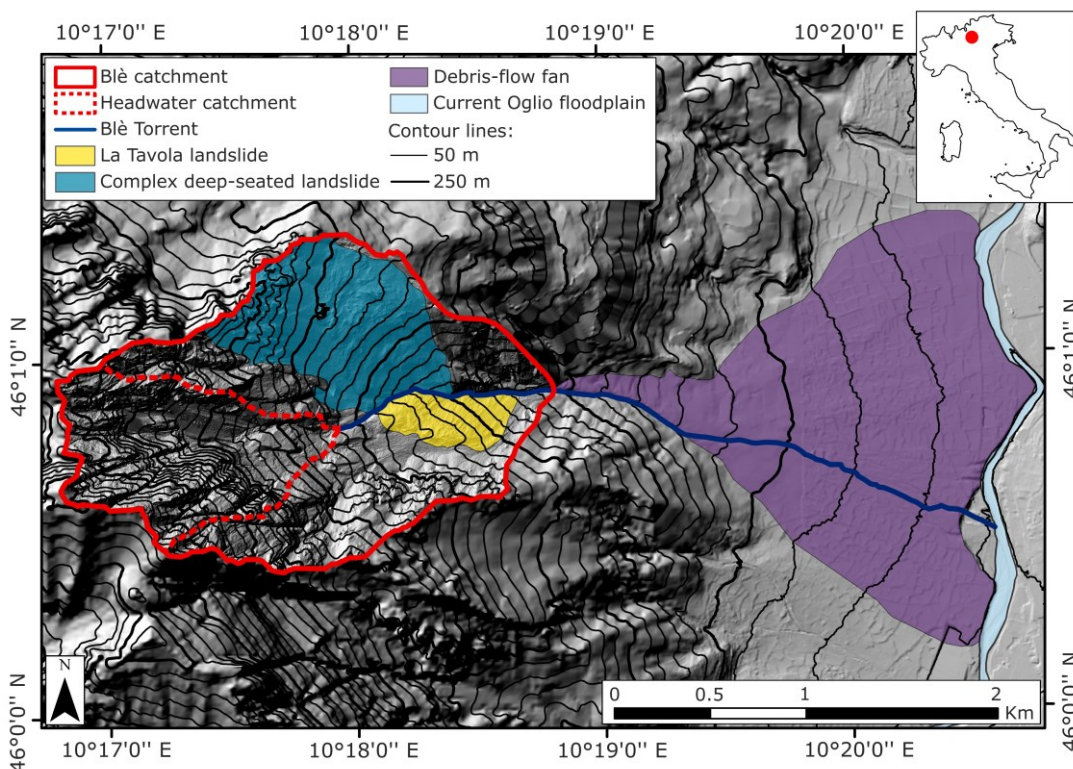 10°17'0'' E 10°18'0'' E 10°19'0'' E 10°20'0'' E
Blè catchment
Headwater catchment
Blè Torrent
La Tavola landslide
Complex deep-seated landslide
Debris-flow fan
Current Oglio floodplain
Contour lines:
50 m
250 m
46°1'0'' N
46°1'0'' N
46°0'0'' N
46°0'0'' N
N
0 0.5 1 2
Km
10°17'0'' E 10°18'0'' E 10°19'0'' E 10°20'0'' E